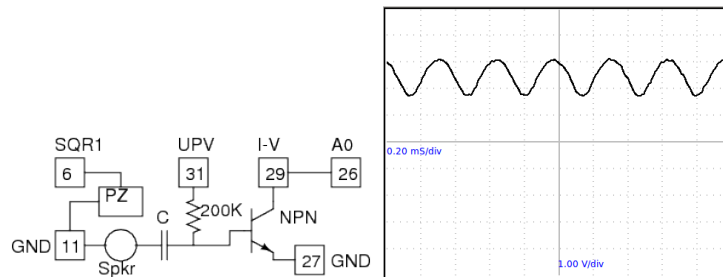 SQR1 UPV I-V A0
6 31 29 26
PZ
200K
C NPN
GND 11 27 GND
Spkr
0.20 mS/div
1.00 V/div